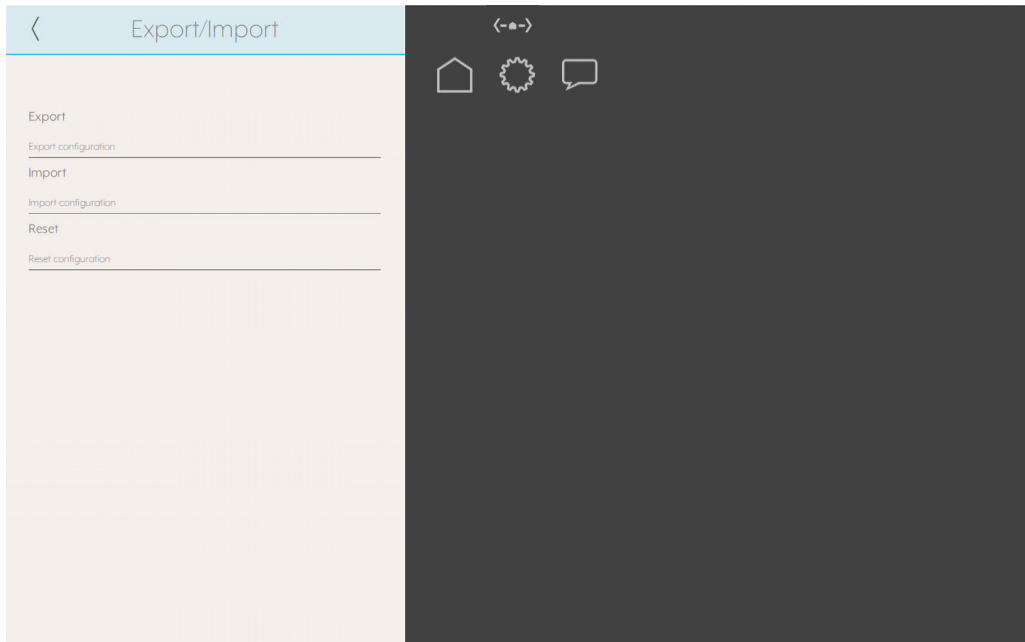 Export/Import
Export
Export configuration
Import
Import configuration
Reset
Reset configuration